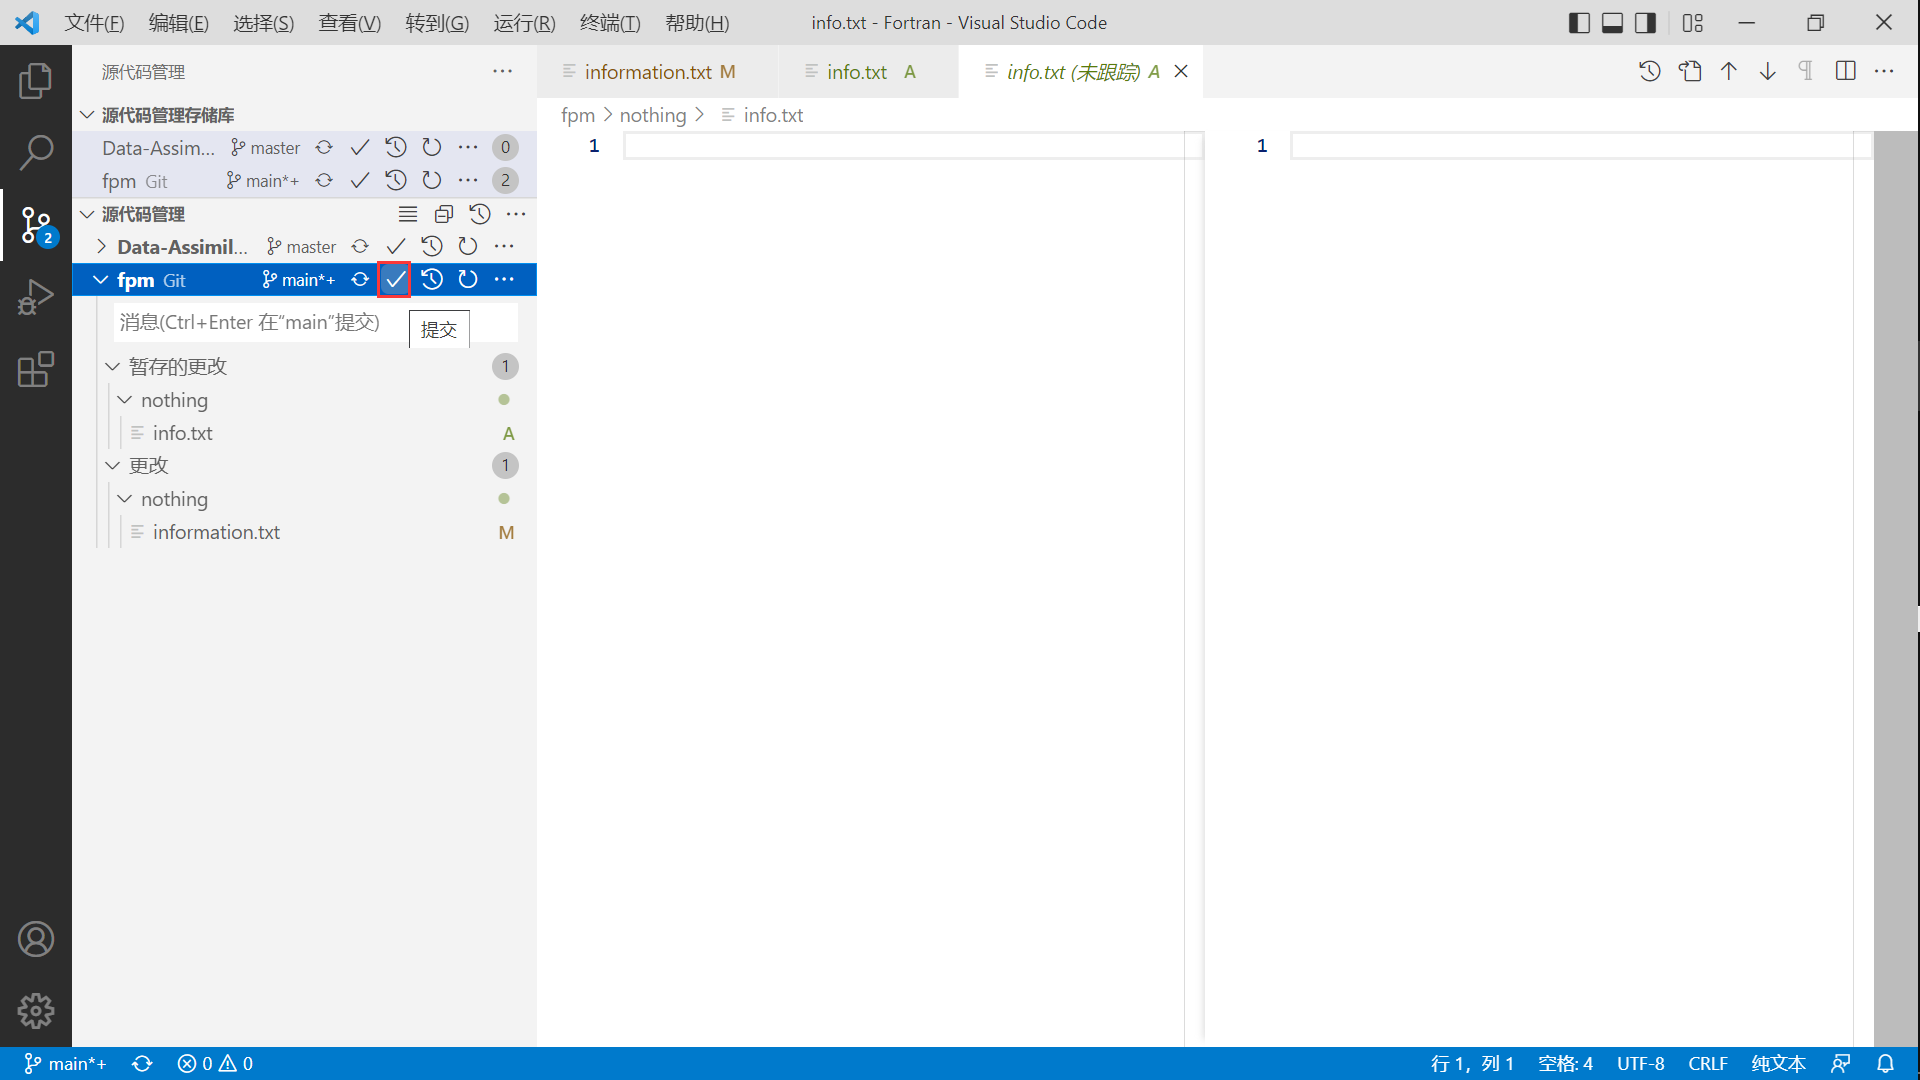 文件(F) 编辑(E) 选择(S) 查看(V) 转到(G) 运行(R) 终端(T) 帮助(H) info.txt - Fortran - Visual Studio Code
源代码管理
源代码管理存储库
Data-Assim... master 0
fpm Git main*+ 2
源代码管理
Data-Assimil... master
fpm Git main*+
消息(Ctrl+Enter 在“main”提交)
提交
暂存的更改 1
nothing
info.txt A
更改 1
nothing
information.txt M
2
information.txt M info.txt A info.txt (未跟踪) A
fpm nothing info.txt
1 1
main*+ 0 0 行 1，列 1 空格: 4 UTF-8 CRLF 纯文本